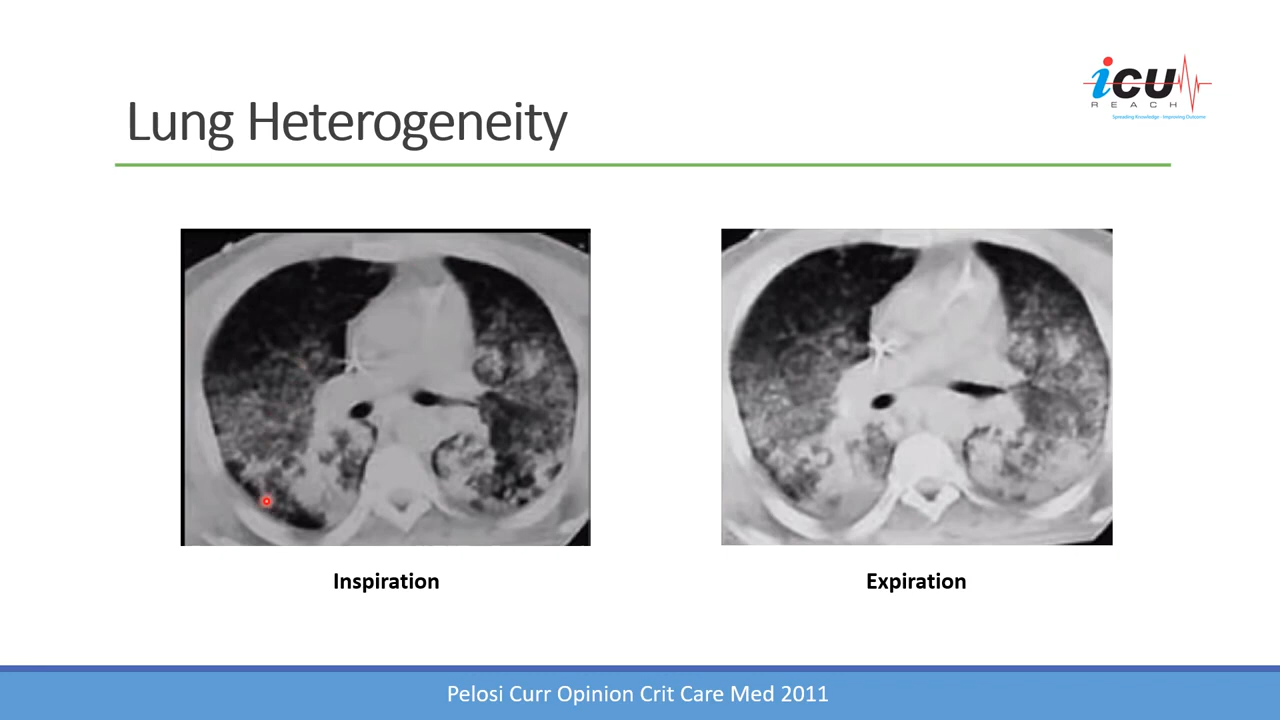 iCU
REACH
Spreading Knowledge - Improving Outcome
Lung Heterogeneity
Inspiration
Expiration
Pelosi Curr Opinion Crit Care Med 2011